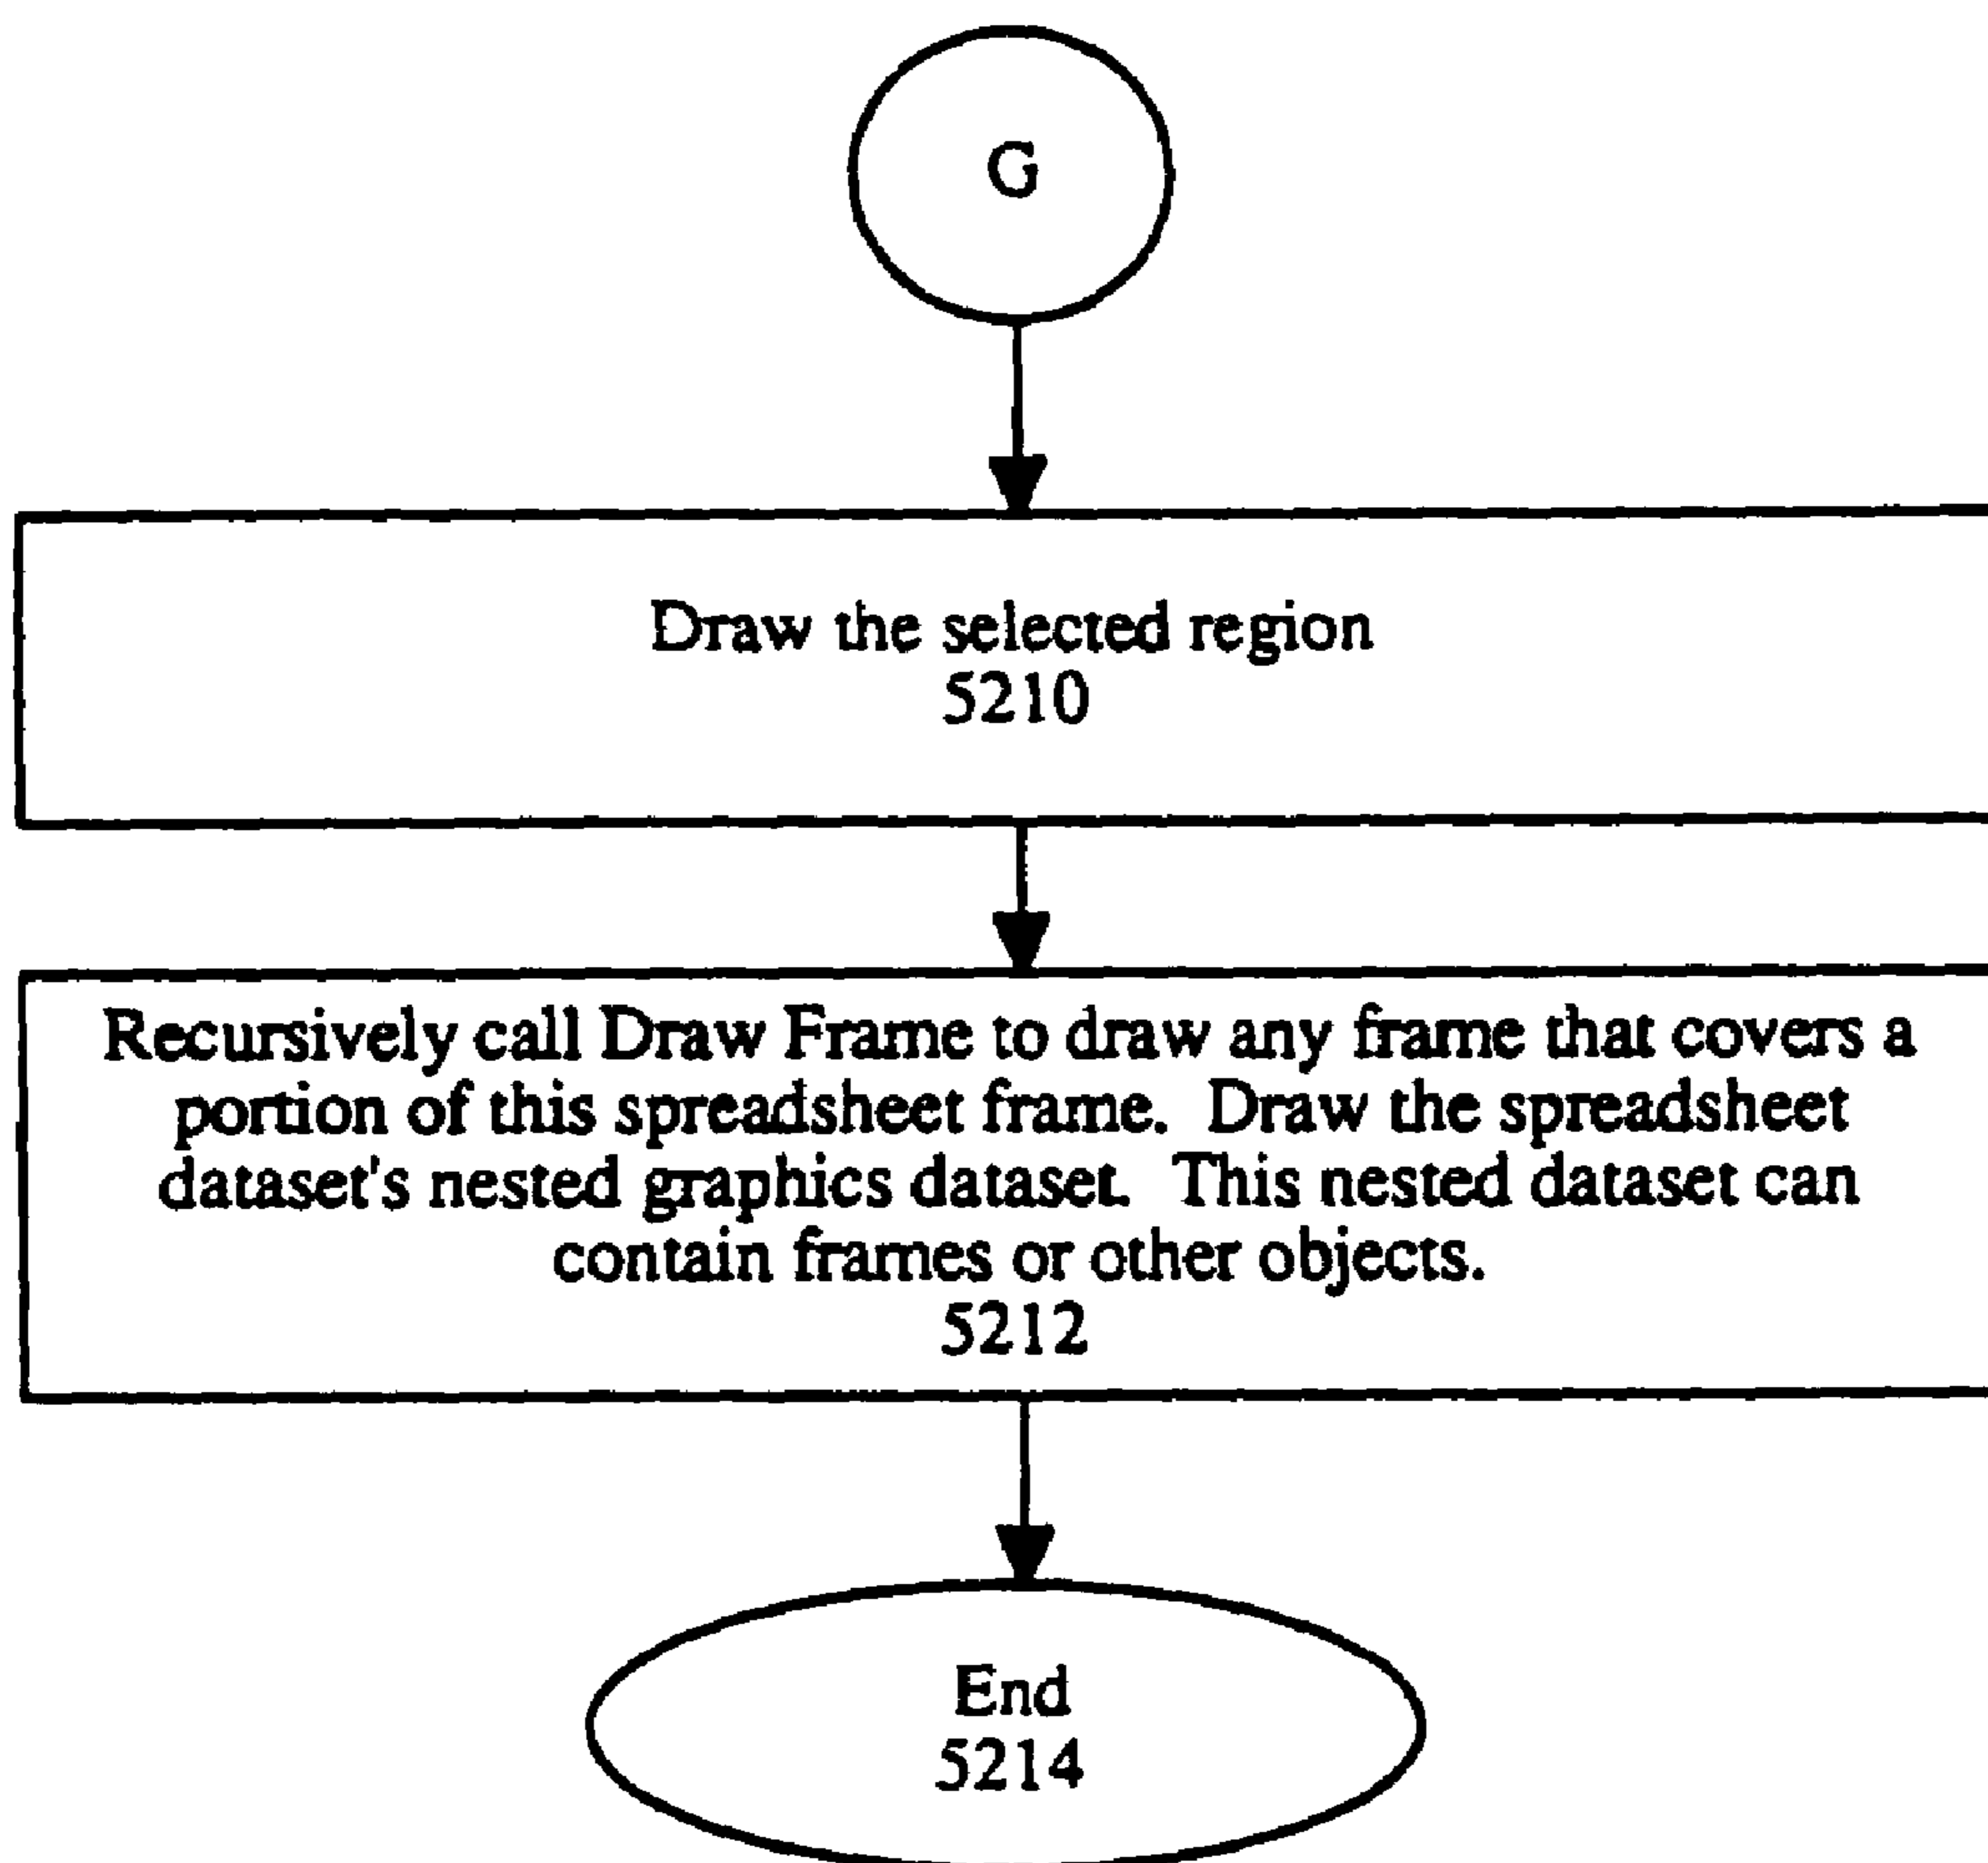 G
Draw the selected region
5210
Recursively call Draw Frame to draw any frame that covers a
portion of this spreadsheet frame. Draw the spreadsheet
dataset's nested graphics dataset. This nested dataset can
contain frames or other objects.
5212
End
5214